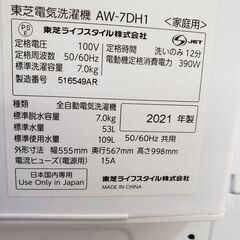 東芝電気洗濯機 AW-7DH1 <家庭用>
東芝ライフスタイル株式会社
PS E JET
定格電圧 100V
定格周波数 50/60Hz
標準洗濯容量 7.0kg
製造番号 516549AR
定格時間 洗いのみ 12分
電動機定格消費電力 390W
品名 全自動電気洗濯機
標準脱水容量 7.0kg
標準水量 53L
標準使用水量 109L
2021 年製
50/60Hz 共用
外形寸法 幅555mm 奥行567mm 高さ998mm
電流ヒューズ(電源用) 15A
日本国内専用
Use Only in Japan
東芝ライフスタイル株式会社
MADE IN CHINA